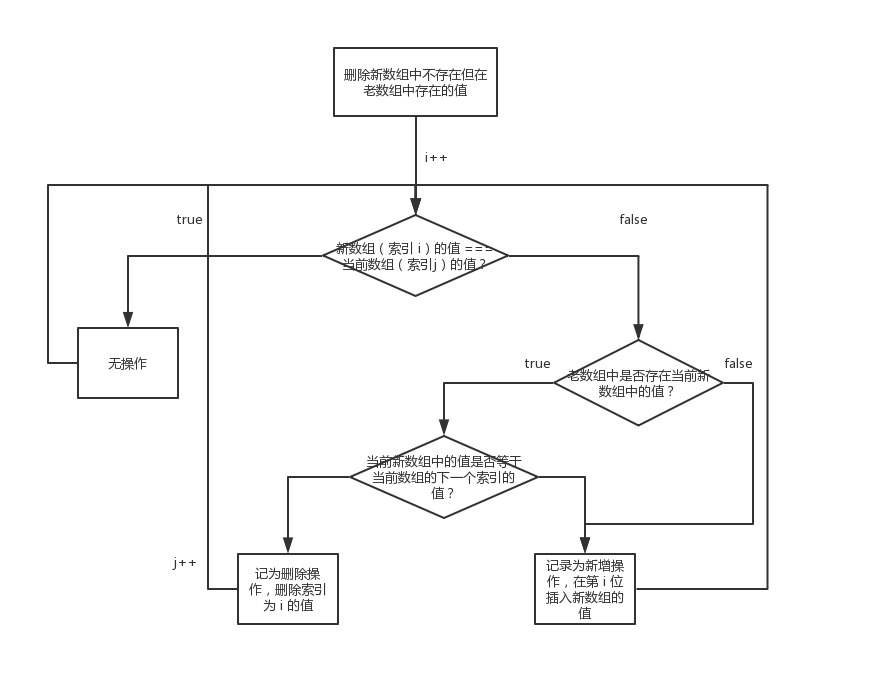 删除新数组中不存在但在
老数组中存在的值
i++
true
false
新数组 ( 索引 i ) 的值 ===
当前数组 ( 索引j ) 的值？
无操作
true
false
老数组中是否存在当前新
数组中的值？
当前新数组中的值是否等于
当前数组的下一个索引的
值？
j++
记为删除操
作，删除索引
为 i 的值
记录为新增操
作，在第 i 位
插入新数组的
值